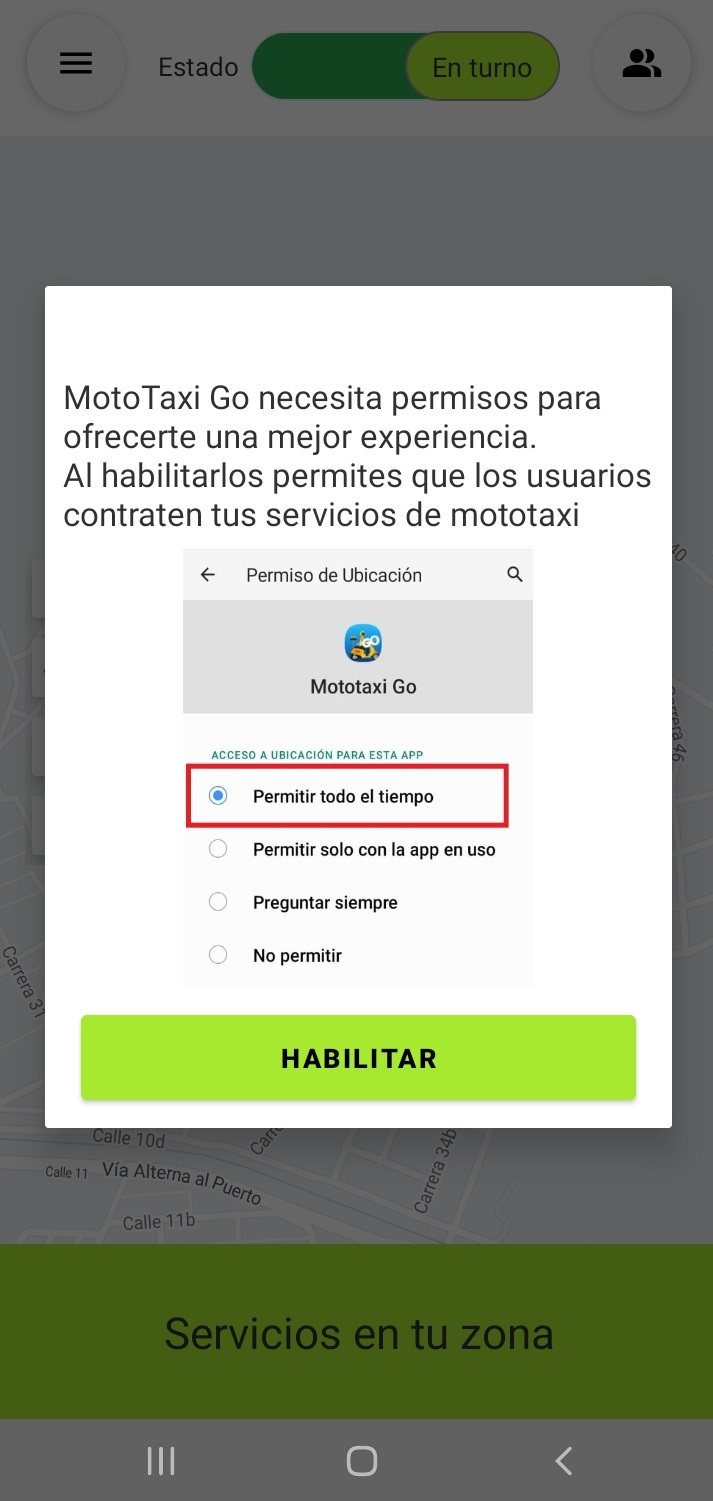 Estado
En turno
MotoTaxi Go necesita permisos para
ofrecerte una mejor experiencia.
Al habilitarlos permites que los usuarios
contraten tus servicios de mototaxi
Permiso de Ubicación
GO
Mototaxi Go
ACCESO A UBICACIÓN PARA ESTA APP
Permitir todo el tiempo
Permitir solo con la app en uso
Preguntar siempre
No permitir
HABILITAR
40
Carrera 46
Carrera 31
Calle 10d
Carre
Calle 11
Vía Alterna al Puerto
Carrera 34b
Calle 11b
Servicios en tu zona